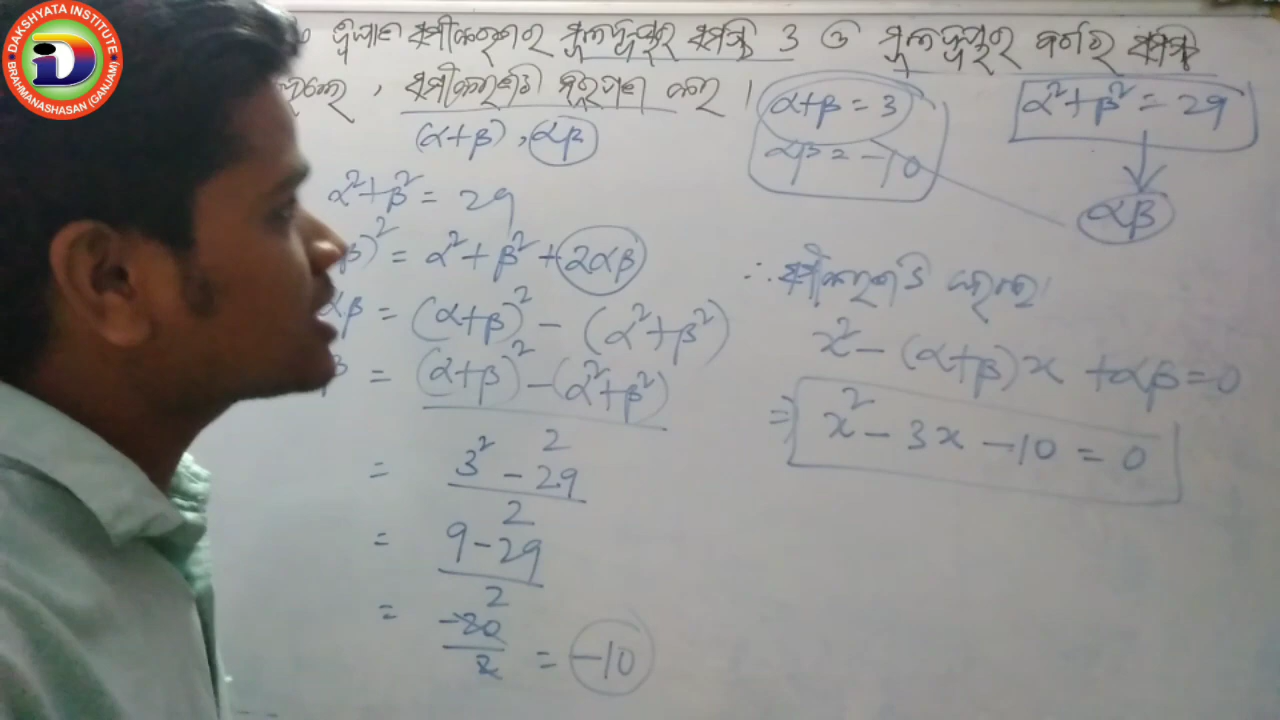 DAKSHYATA INSTITUTE
BRAHMANASHASAN (GANJAM)
ID
ଦ୍ୱିଘାତ ସମୀକରଣର ମୂଳଦ୍ୱୟର ସମଷ୍ଟି 3 ଓ ମୂଳଦ୍ୱୟର ବର୍ଗର ସମଷ୍ଟି
, ସମୀକରଣଟି ନିରୂପଣ କର ।
(α+β), αβ
α+β = 3
αβ = -10
α²+β² = 29
αβ
α²+β² = 29
β)² = α²+β²+2αβ
αβ = (α+β)² - (α²+β²)
β = (α+β)² - (α²+β²)
2
= 3² - 29
2
= 9 - 29
2
= -20
2
= -10
∴ ସମୀକରଣଟି ହେଲା
x² - (α+β)x + αβ = 0
⇒ x² - 3x - 10 = 0